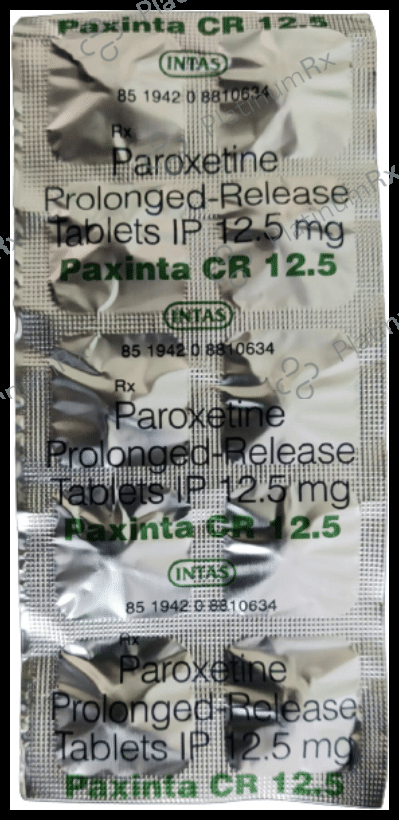 Paxinta CR 12.5
INTAS
85 1942 0 8810634
Rx
Paroxetine
Prolonged-Release
Tablets IP 12.5 mg
Paxinta CR 12.5
INTAS
85 1942 0 8810634
Rx
Paroxetine
Prolonged-Release
Tablets IP 12.5 mg
Paxinta CR 12.5
INTAS
85 1942 0 8810634
Rx
Paroxetine
Prolonged-Release
Tablets IP 12.5 mg
Paxinta CR 12.5
PlatinumRx
PlatinumRx
PlatinumRx